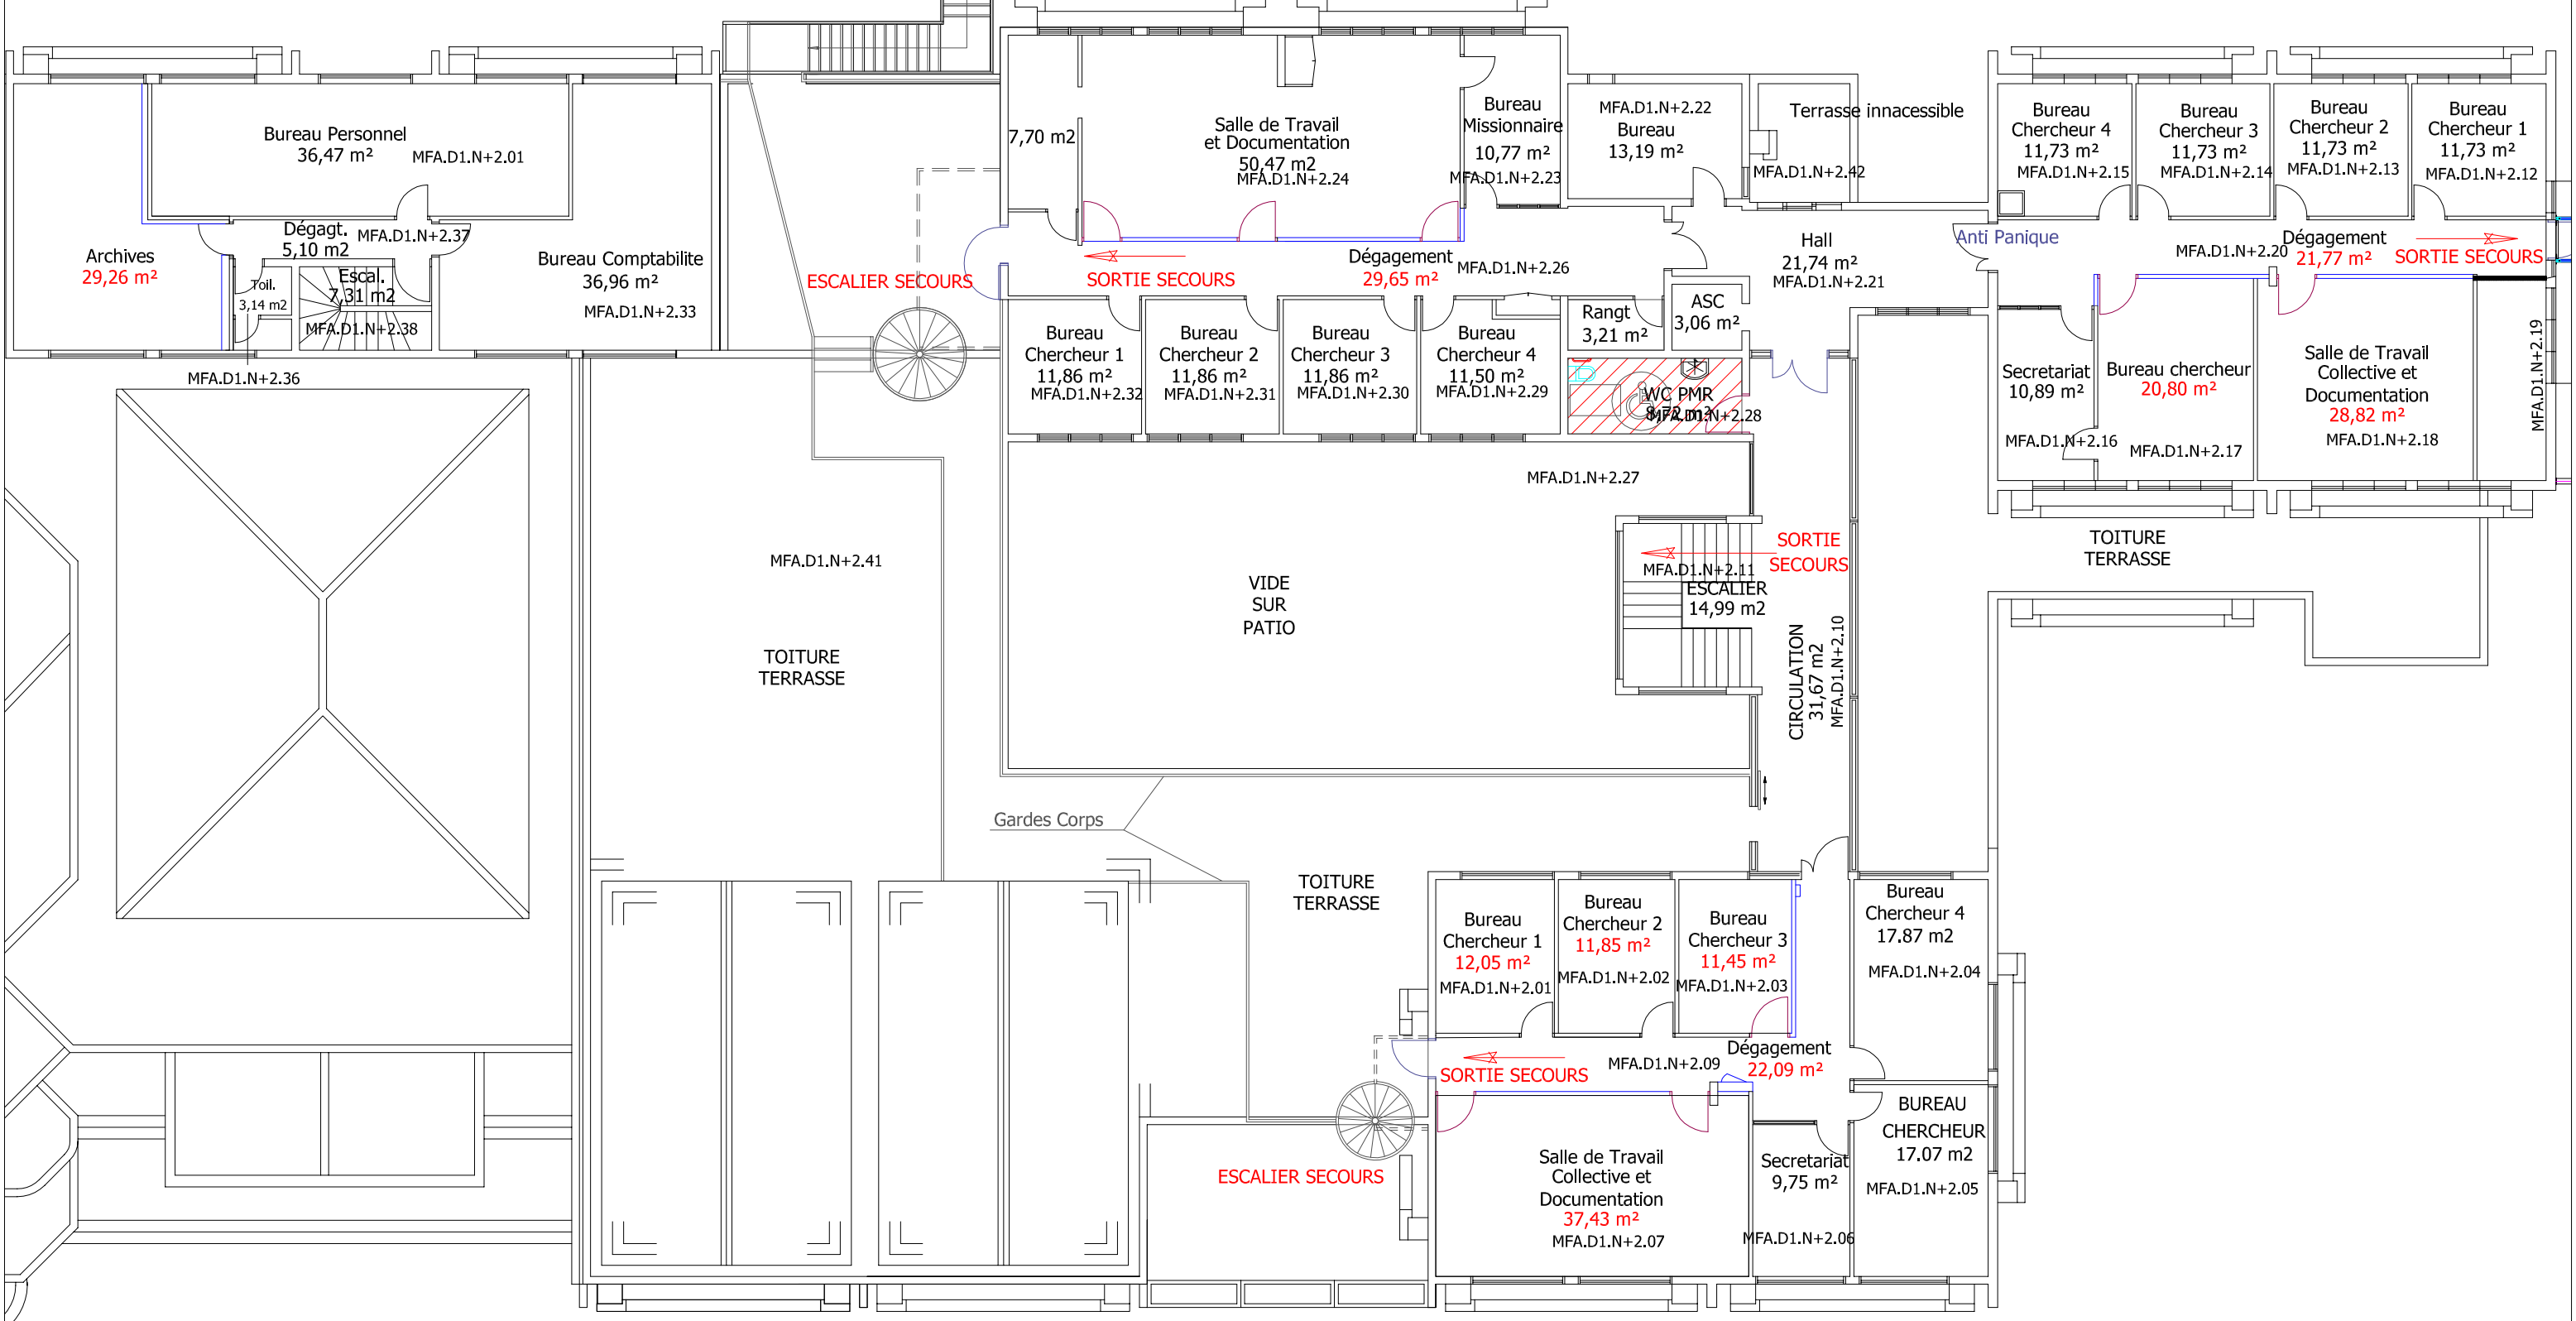 Bureau Personnel
36,47 m²
MFA.D1.N+2.01
Archives
29,26 m²
Dégagt.
5,10 m2
MFA.D1.N+2.37
Toil.
3,14 m2
Escal.
7,31 m2
MFA.D1.N+2.38
Bureau Comptabilite
36,96 m²
MFA.D1.N+2.33
MFA.D1.N+2.36
ESCALIER SECOURS
7,70 m2
Salle de Travail
et Documentation
50,47 m2
MFA.D1.N+2.24
Bureau
Missionnaire
10,77 m²
MFA.D1.N+2.23
MFA.D1.N+2.22
Bureau
13,19 m²
Terrasse innacessible
MFA.D1.N+2.42
SORTIE SECOURS
Dégagement
29,65 m²
MFA.D1.N+2.26
Hall
21,74 m²
MFA.D1.N+2.21
Anti Panique
Bureau
Chercheur 4
11,73 m²
MFA.D1.N+2.15
Bureau
Chercheur 3
11,73 m²
MFA.D1.N+2.14
Bureau
Chercheur 2
11,73 m²
MFA.D1.N+2.13
Bureau
Chercheur 1
11,73 m²
MFA.D1.N+2.12
MFA.D1.N+2.20
Dégagement
21,77 m²
SORTIE SECOURS
Bureau
Chercheur 1
11,86 m²
MFA.D1.N+2.32
Bureau
Chercheur 2
11,86 m²
MFA.D1.N+2.31
Bureau
Chercheur 3
11,86 m²
MFA.D1.N+2.30
Bureau
Chercheur 4
11,50 m²
MFA.D1.N+2.29
Rangt
3,21 m²
ASC
3,06 m²
WC PMR
MFA.D1.N+2.28
Secretariat
10,89 m²
MFA.D1.N+2.16
Bureau chercheur
20,80 m²
MFA.D1.N+2.17
Salle de Travail
Collective et
Documentation
28,82 m²
MFA.D1.N+2.18
MFA.D1.N+2.19
MFA.D1.N+2.27
MFA.D1.N+2.41
TOITURE
TERRASSE
VIDE
SUR
PATIO
SORTIE
SECOURS
MFA.D1.N+2.11
ESCALIER
14,99 m2
CIRCULATION
31,67 m2
MFA.D1.N+2.10
TOITURE
TERRASSE
Gardes Corps
TOITURE
TERRASSE
Bureau
Chercheur 1
12,05 m²
MFA.D1.N+2.01
Bureau
Chercheur 2
11,85 m²
MFA.D1.N+2.02
Bureau
Chercheur 3
11,45 m²
MFA.D1.N+2.03
Bureau
Chercheur 4
17.87 m2
MFA.D1.N+2.04
SORTIE SECOURS
MFA.D1.N+2.09
Dégagement
22,09 m²
ESCALIER SECOURS
Salle de Travail
Collective et
Documentation
37,43 m²
MFA.D1.N+2.07
Secretariat
9,75 m²
MFA.D1.N+2.06
BUREAU
CHERCHEUR
17.07 m2
MFA.D1.N+2.05